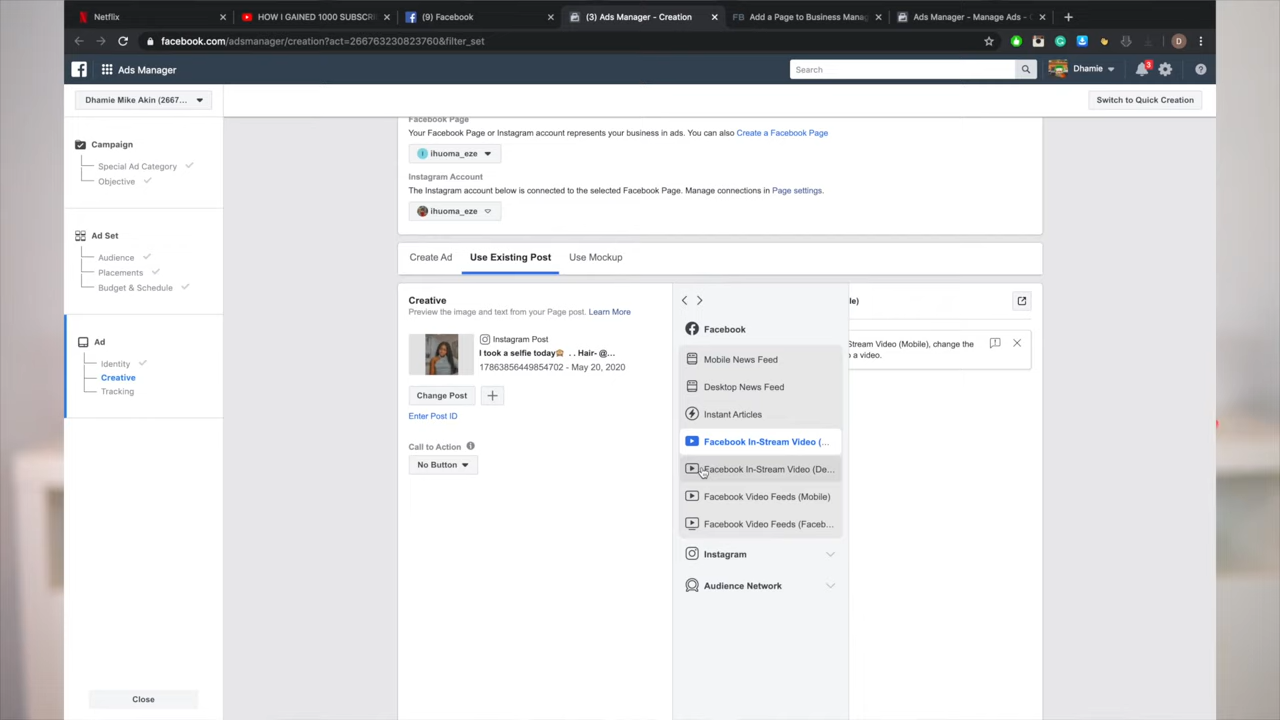 Netflix
HOW I GAINED 1000 SUBSCRI
(9) Facebook
(3) Ads Manager - Creation
Add a Page to Business Mana
Ads Manager - Manage Ads - C
facebook.com/adsmanager/creation?act=266763230823760&filter_set
D
Ads Manager
Search
Dhamie
3
Dhamie Mike Akin (2667...
Switch to Quick Creation
Campaign
Special Ad Category
Objective
Ad Set
Audience
Placements
Budget & Schedule
Ad
Identity
Creative
Tracking
Close
Facebook Page
Your Facebook Page or Instagram account represents your business in ads. You can also Create a Facebook Page
ihuoma_eze
Instagram Account
The Instagram account below is connected to the selected Facebook Page. Manage connections in Page settings.
ihuoma_eze
Create Ad
Use Existing Post
Use Mockup
Creative
Preview the image and text from your Page post. Learn More
Instagram Post
I took a selfie today🙈 . . Hair- @...
17863856449854702 - May 20, 2020
Change Post
Enter Post ID
Call to Action
No Button
Facebook
Mobile News Feed
Desktop News Feed
Instant Articles
Facebook In-Stream Video (...
Facebook In-Stream Video (De...
Facebook Video Feeds (Mobile)
Facebook Video Feeds (Faceb...
Instagram
Audience Network
le)
Stream Video (Mobile), change the
o a video.